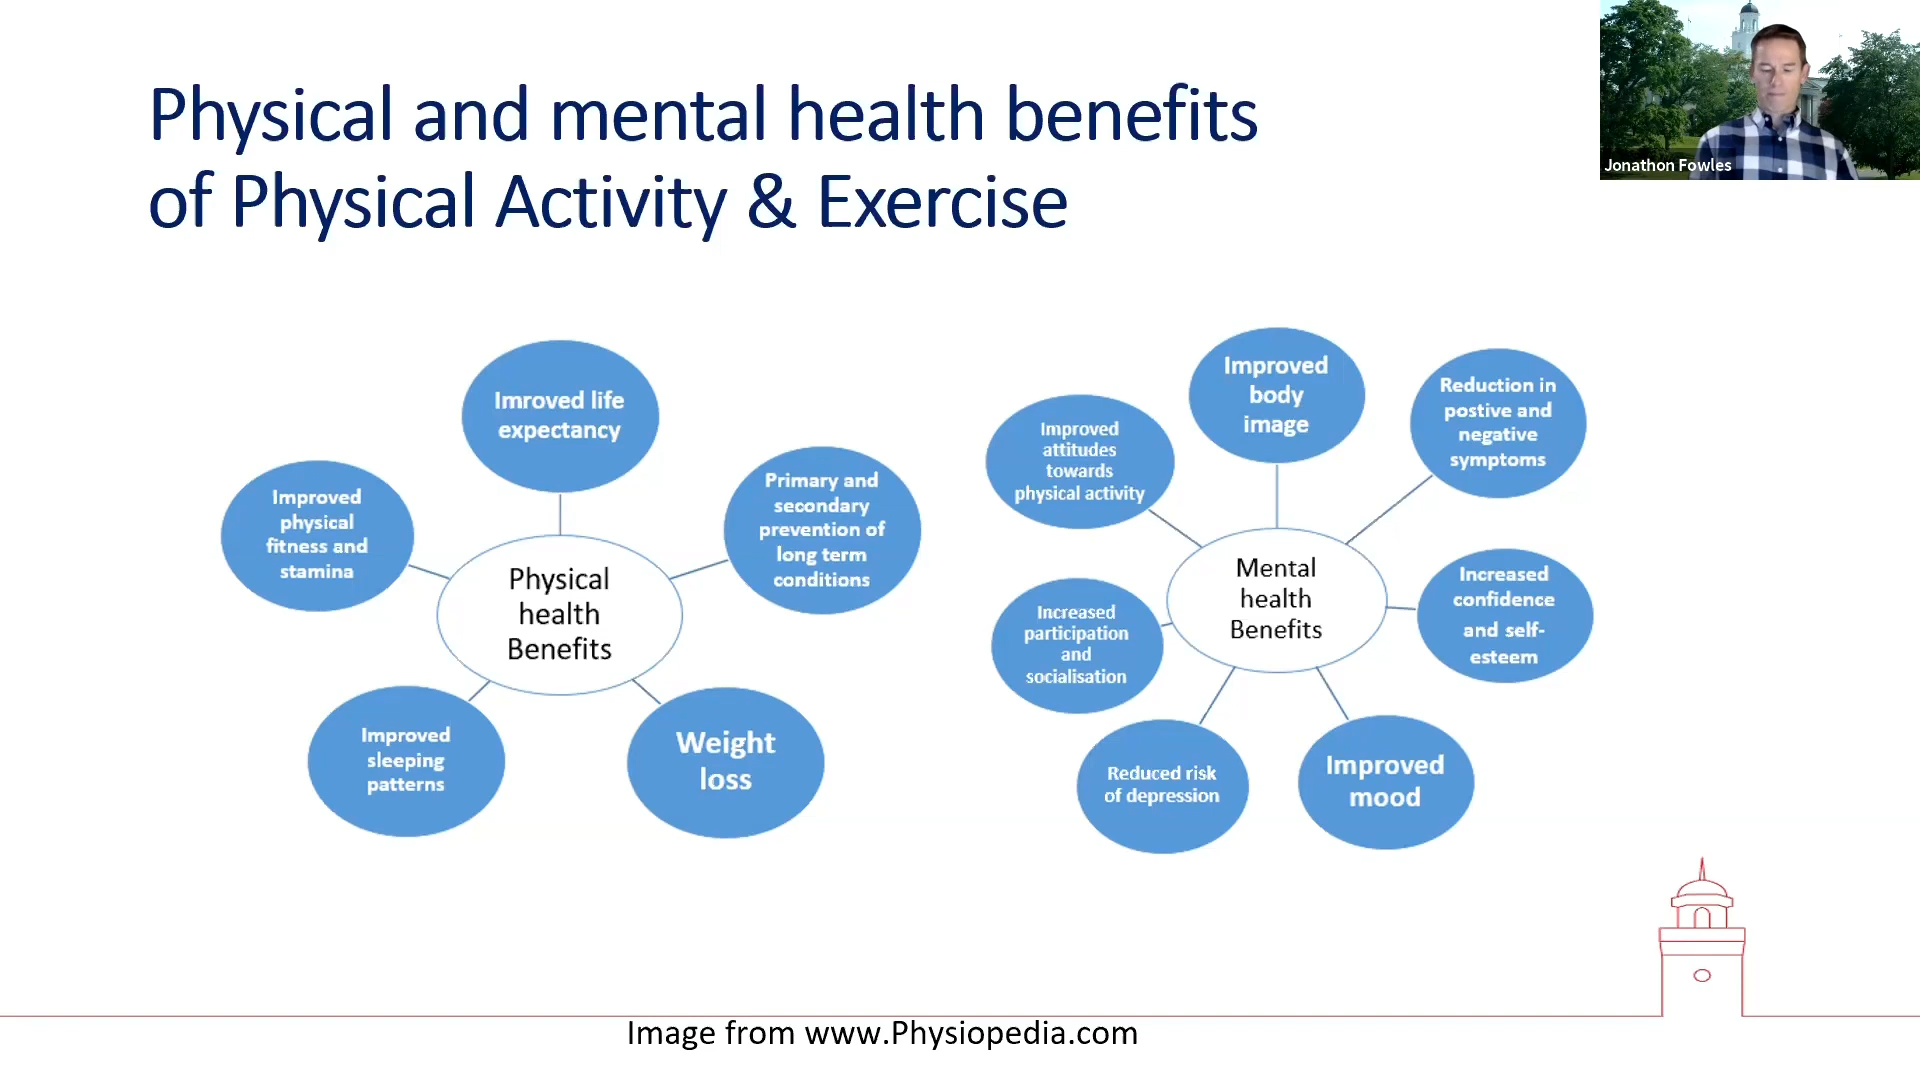 Physical and mental health benefits
of Physical Activity & Exercise
Jonathon Fowles
Imroved life
expectancy
Improved
physical
fitness and
stamina
Primary and
secondary
prevention of
long term
conditions
Physical
health
Benefits
Improved
sleeping
patterns
Weight
loss
Improved
body
image
Reduction in
postive and
negative
symptoms
Improved
attitudes
towards
physical activity
Mental
health
Benefits
Increased
confidence
and self-
esteem
Increased
participation
and
socialisation
Reduced risk
of depression
Improved
mood
Image from www.Physiopedia.com